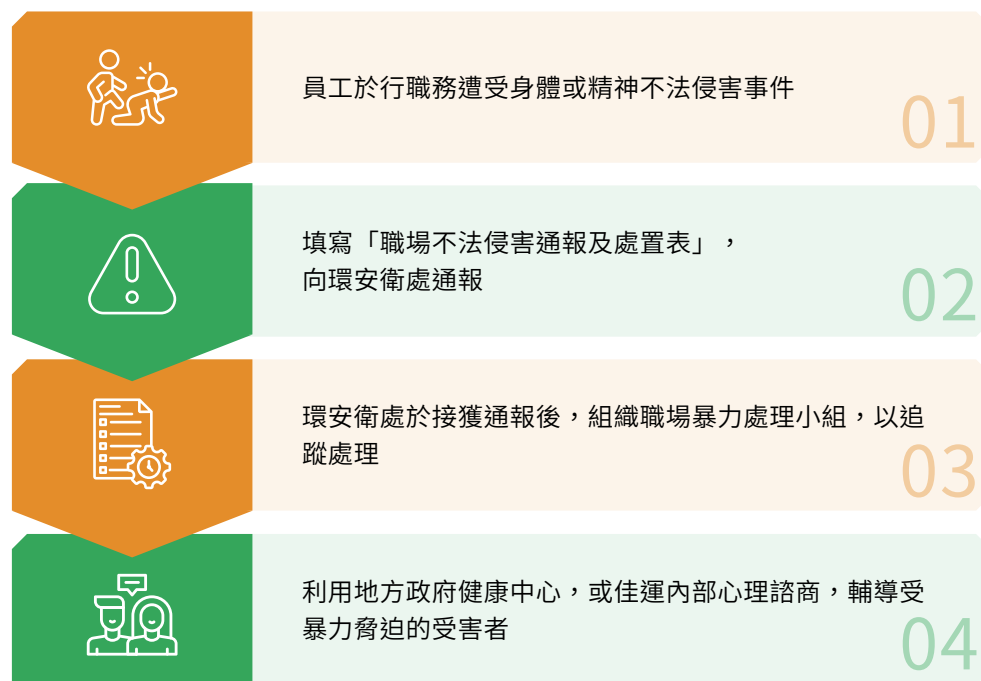 員工於行職務遭受身體或精神不法侵害事件
01
填寫「職場不法侵害通報及處置表」，
向環安衛處通報
02
環安衛處於接獲通報後，組織職場暴力處理小組，以追
蹤處理
03
利用地方政府健康中心，或佳運內部心理諮商，輔導受
暴力脅迫的受害者
04